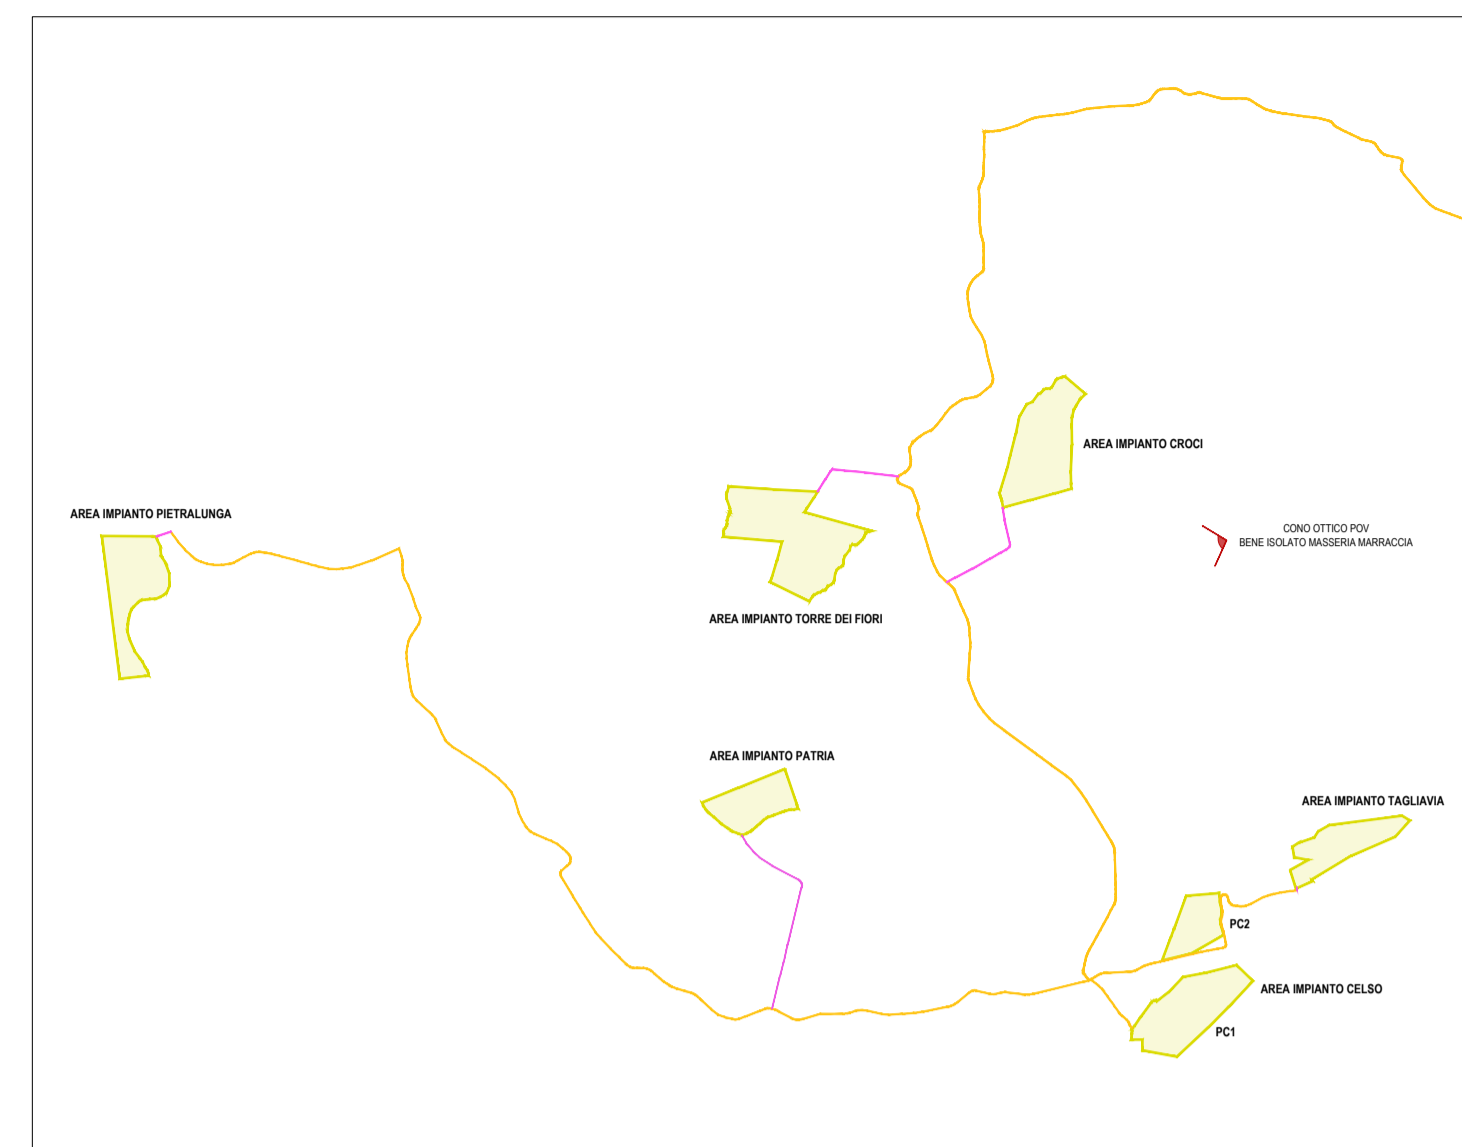 AREA IMPIANTO CROCI
AREA IMPIANTO PIETRALUNGA
CONO OTTICO POV
BENE ISOLATO MASSERIA MARRACCIA
AREA IMPIANTO TORRE DEI FIORI
AREA IMPIANTO PATRIA
AREA IMPIANTO TAGLIAVIA
PC2
AREA IMPIANTO CELSO
PC1